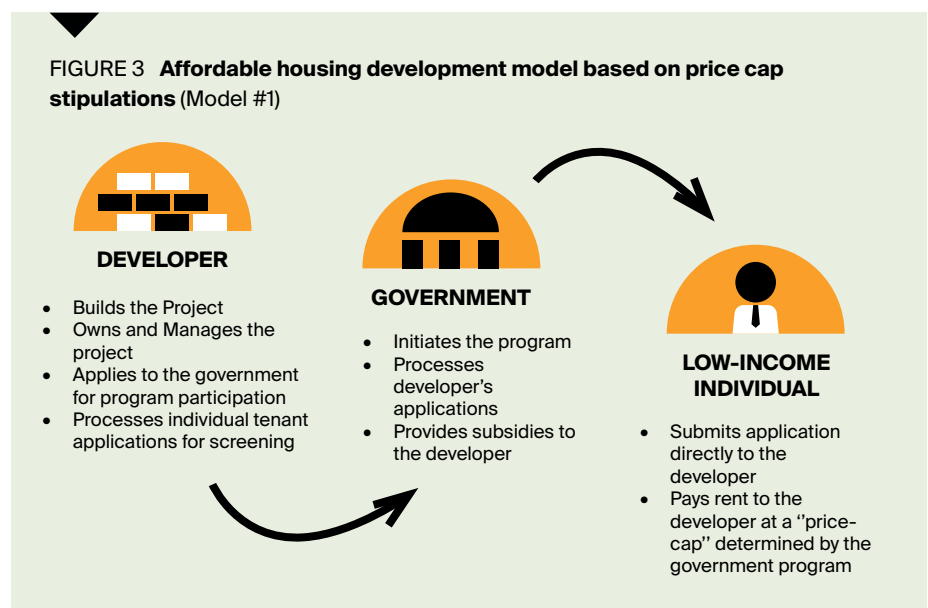 FIGURE 3 Affordable housing development model based on price cap
stipulations (Model #1)
DEVELOPER
• Builds the Project
• Owns and Manages the
project
• Applies to the government
for program participation
• Processes individual tenant
applications for screening
GOVERNMENT
• Initiates the program
• Processes
developer's
applications
• Provides subsidies to
the developer
LOW-INCOME
INDIVIDUAL
• Submits application
directly to the
developer
• Pays rent to the
developer at a ‘'price-
cap'' determined by the
government program